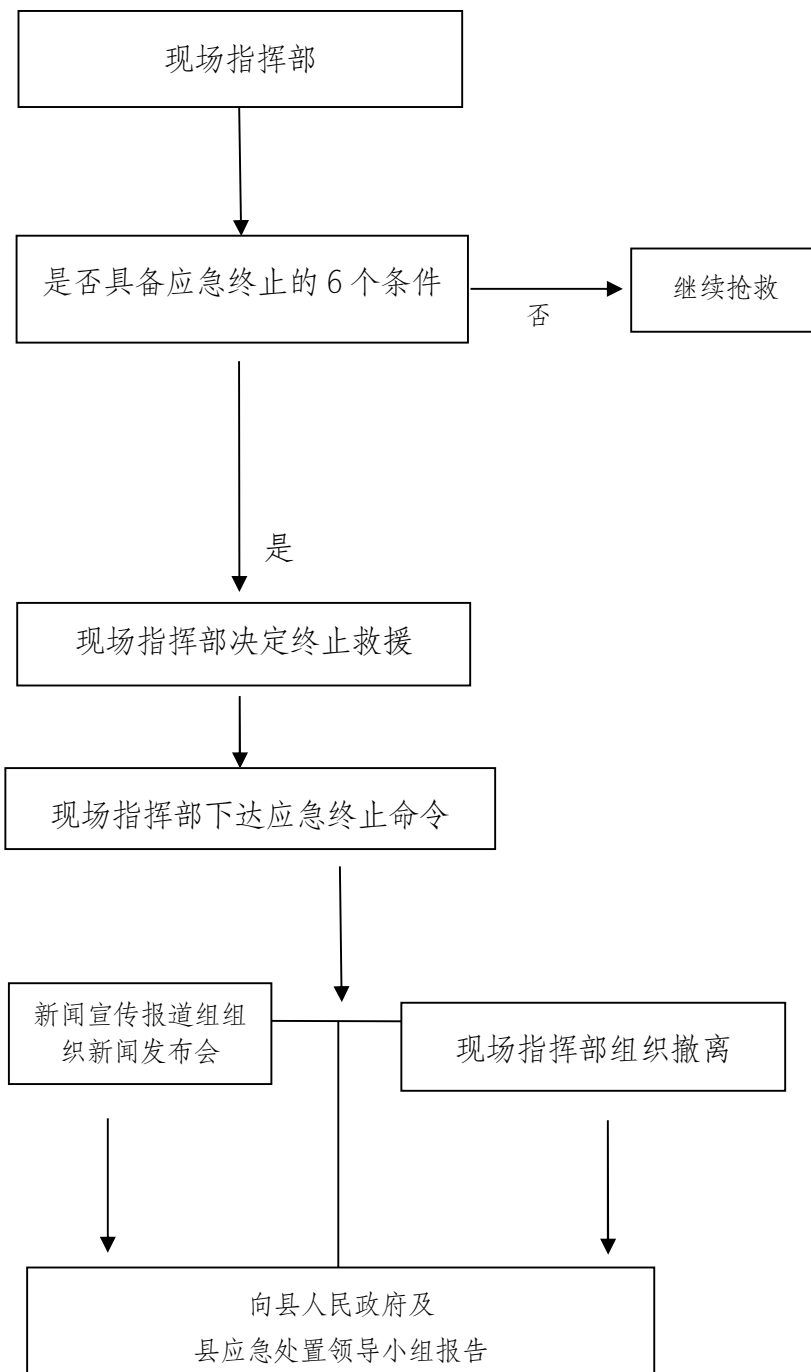 现场指挥部
是否具备应急终止的 6 个条件
否
继续抢救
是
现场指挥部决定终止救援
现场指挥部下达应急终止命令
新闻宣传报道组组
织新闻发布会
现场指挥部组织撤离
向县人民政府及
县应急处置领导小组报告